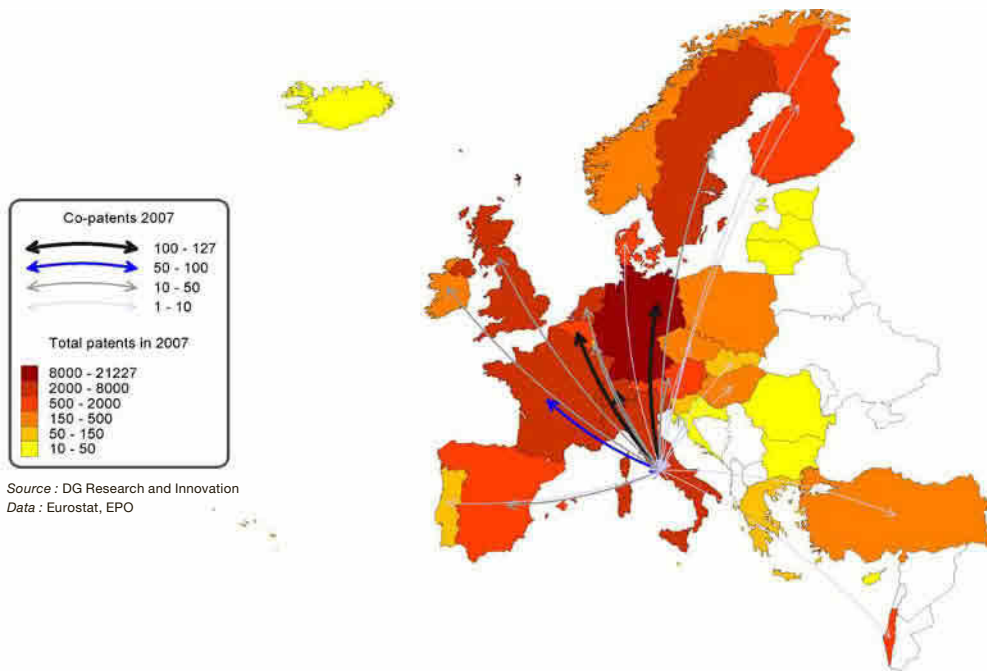 Co-patents 2007
100 - 127
50 - 100
10 - 50
1 - 10
Total patents in 2007
8000 - 21227
2000 - 8000
500 - 2000
150 - 500
50 - 150
10 - 50
Source : DG Research and Innovation
Data : Eurostat, EPO